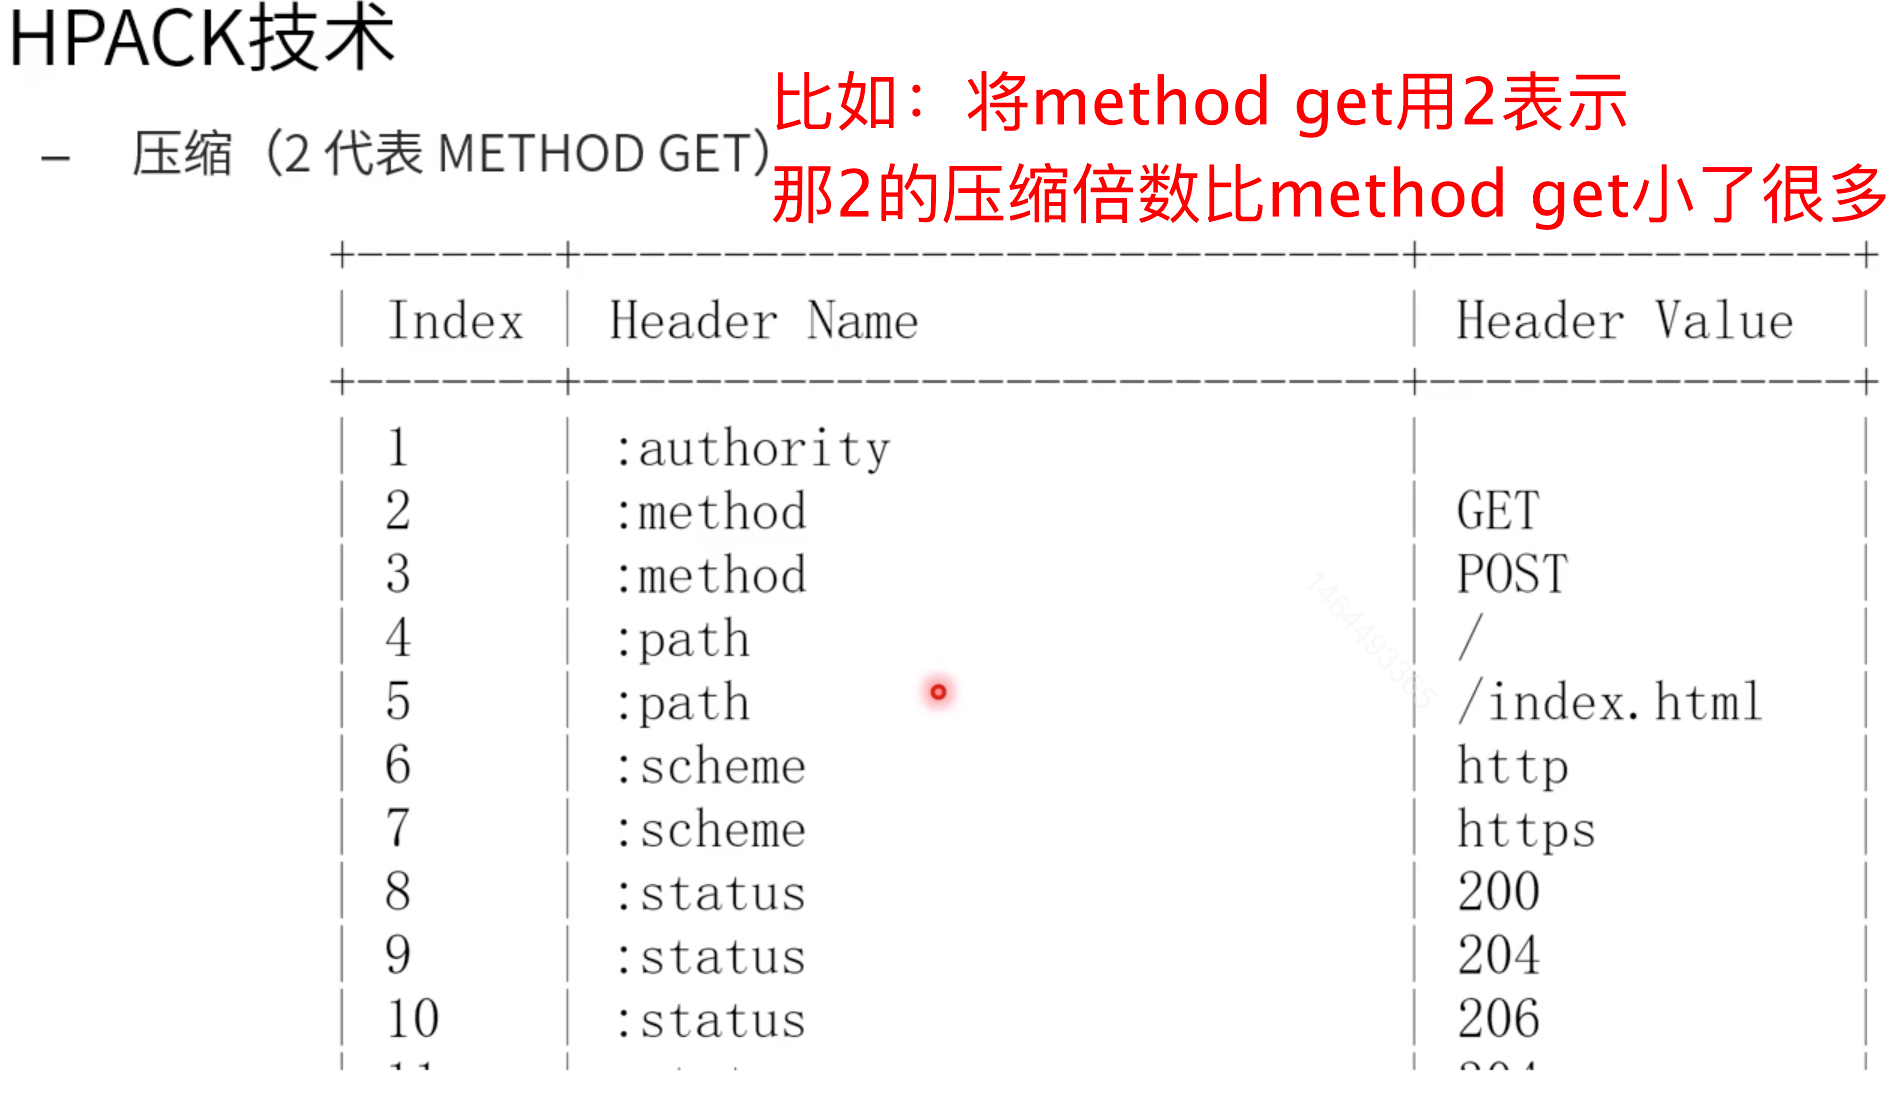 HPACK技术
比如：将method get用2表示
– 压缩（2 代表 METHOD GET）
那2的压缩倍数比method get小了很多
| Index | Header Name | Header Value |
| 1 | :authority | |
| 2 | :method | GET |
| 3 | :method | POST |
| 4 | :path | / |
| 5 | :path | /index.html |
| 6 | :scheme | http |
| 7 | :scheme | https |
| 8 | :status | 200 |
| 9 | :status | 204 |
| 10 | :status | 206 |